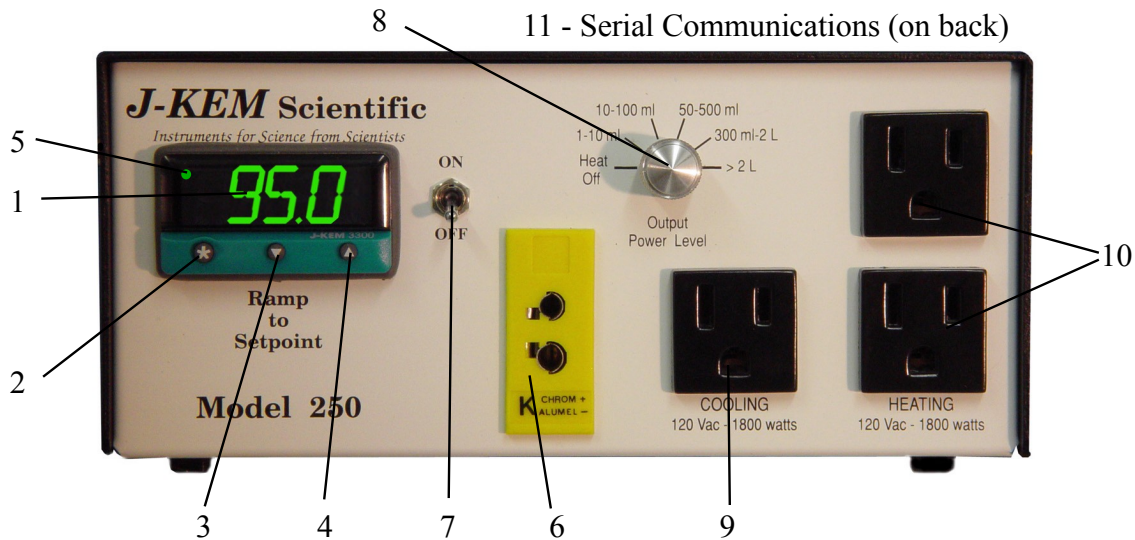 8
11 - Serial Communications (on back)
J-KEM Scientific
Instruments for Science from Scientists
5
1
95.0
J-KEM 3300
2
Ramp
to
Setpoint
Model 250
ON
OFF
10-100 ml
50-500 ml
1-10 ml
300 ml-2 L
Heat
Off
> 2 L
Output
Power Level
K CHROM +
ALUMEL -
COOLING
120 Vac - 1800 watts
HEATING
120 Vac - 1800 watts
10
3
4
7
6
9